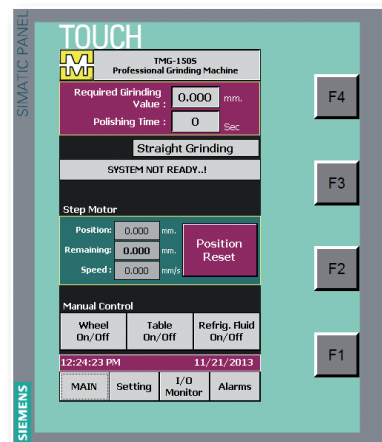 SIMATIC PANEL
TOUCH
TMG-150S
Professional Grinding Machine
Required Girinding
Value : 0.000 mm.
Polishing Time : 0 Sec
Straight Grinding
SYSTEM NOT READY..!
Step Motor
Position: 0.000 mm.
Remaining: 0.000 mm.
Speed : 0.000 mm/s
Position
Reset
Manual Control
Wheel
On/Off
Table
On/Off
Refrig. Fluid
On/Off
12:24:23 PM 11/21/2013
MAIN
Setting
I/O
Monitor
Alarms
F4
F3
F2
F1
SIEMENS